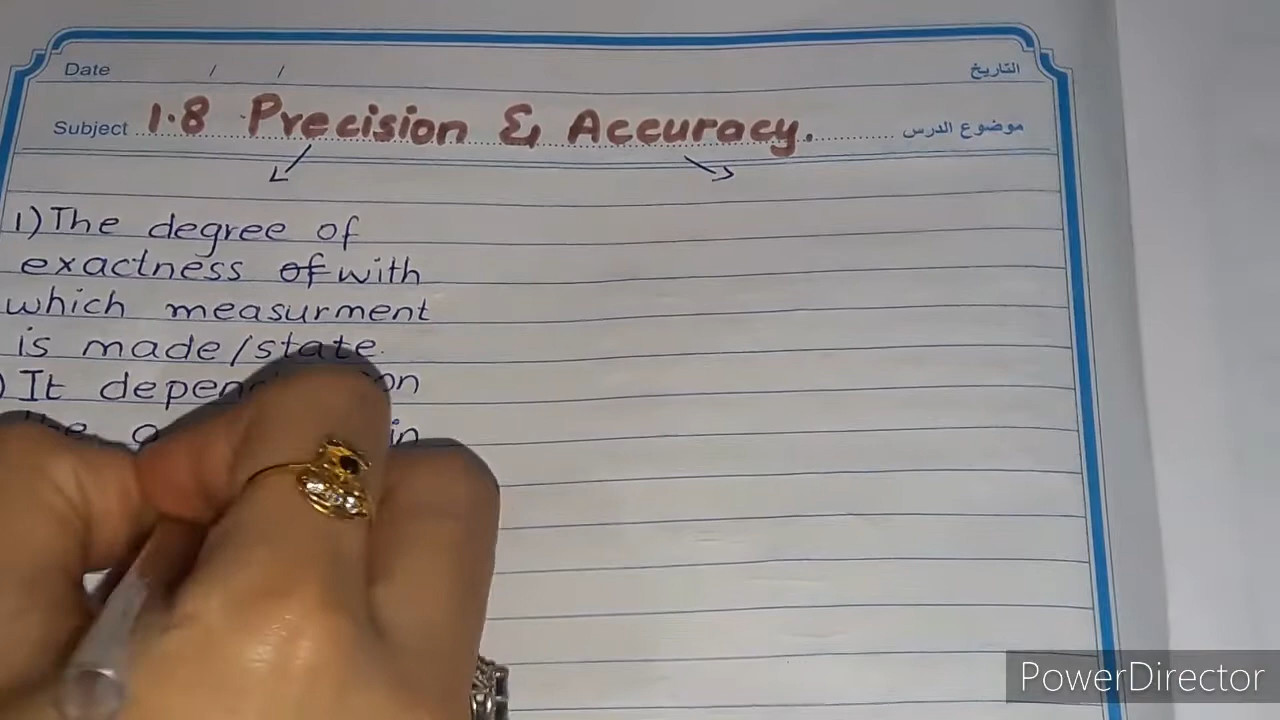 Date / / التاريخ
Subject 1.8 Precision & Accuracy. موضوع الدرس
1) The degree of
exactness of with
which measurment
is made/state.
) It on
in
PowerDirector